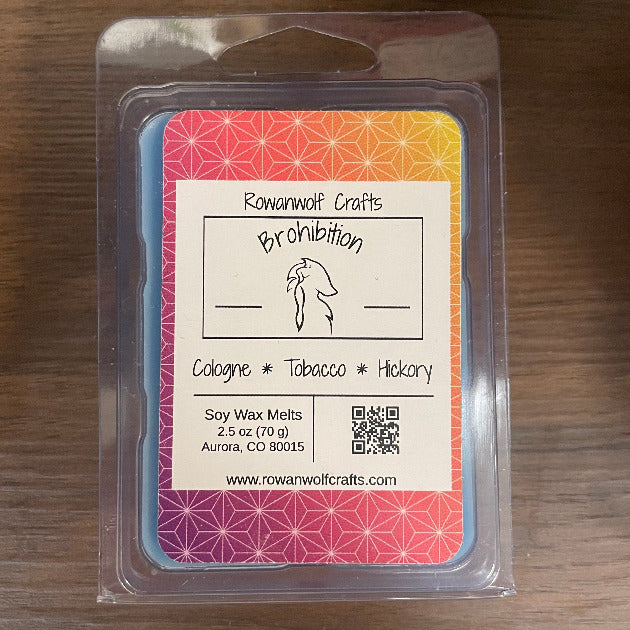 Rowanwolf Crafts
Brohibition
Cologne * Tobacco * Hickory
Soy Wax Melts
2.5 oz (70 g)
Aurora, CO 80015
www.rowanwolfcrafts.com